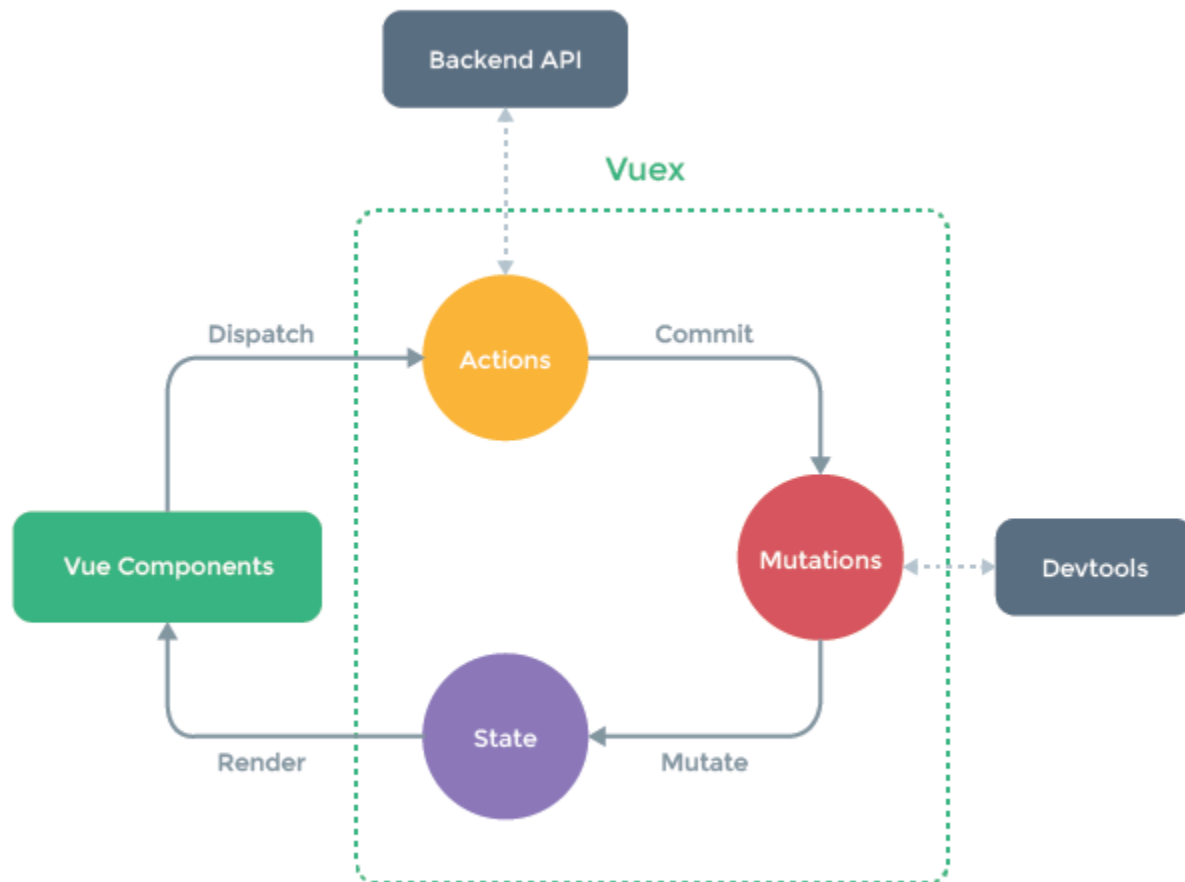 Backend API
Vuex
Dispatch
Commit
Actions
Vue Components
Mutations
Devtools
State
Render
Mutate